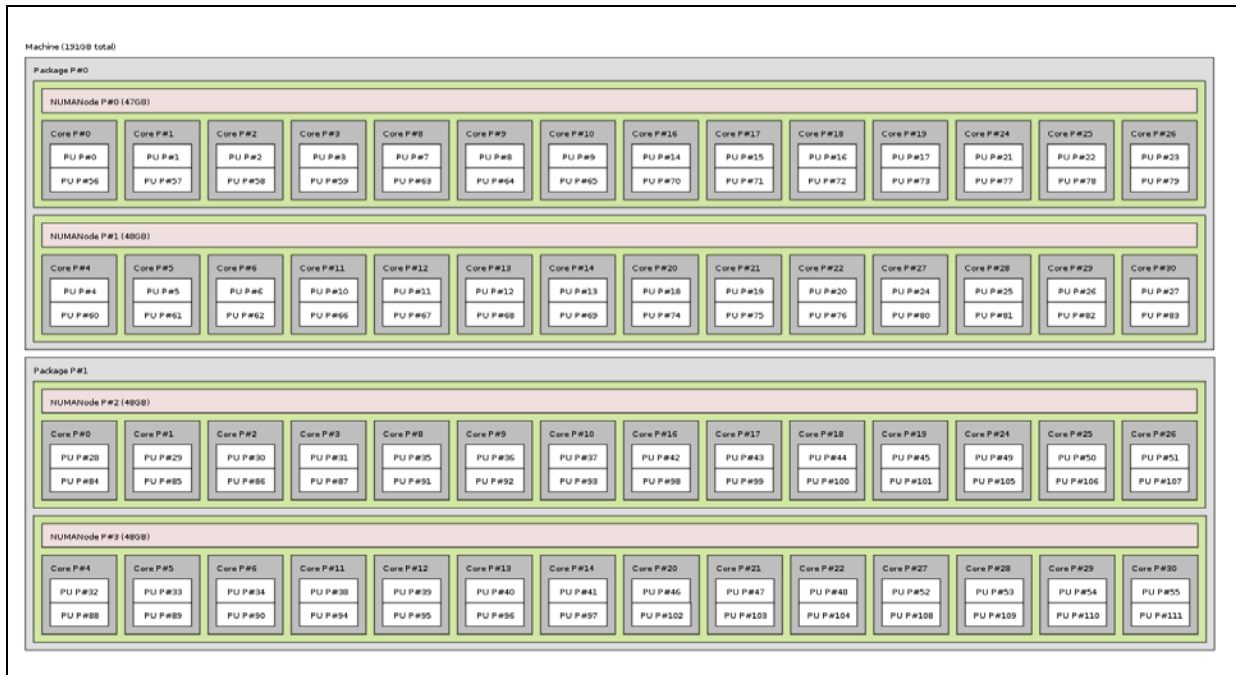 Machine (191GB total)
Package P#0
NUMANode P#0 (47GB)
Core P#0 Core P#1 Core P#2 Core P#3 Core P#8 Core P#9 Core P#10 Core P#16 Core P#17 Core P#18 Core P#19 Core P#24 Core P#25 Core P#26
PU P#0 PU P#1 PU P#2 PU P#3 PU P#7 PU P#8 PU P#9 PU P#14 PU P#15 PU P#16 PU P#17 PU P#21 PU P#22 PU P#23
PU P#56 PU P#57 PU P#58 PU P#59 PU P#63 PU P#64 PU P#65 PU P#70 PU P#71 PU P#72 PU P#73 PU P#77 PU P#78 PU P#79
NUMANode P#1 (48GB)
Core P#4 Core P#5 Core P#6 Core P#11 Core P#12 Core P#13 Core P#14 Core P#20 Core P#21 Core P#22 Core P#27 Core P#28 Core P#29 Core P#30
PU P#4 PU P#5 PU P#6 PU P#10 PU P#11 PU P#12 PU P#13 PU P#18 PU P#19 PU P#20 PU P#24 PU P#25 PU P#26 PU P#27
PU P#60 PU P#61 PU P#62 PU P#66 PU P#67 PU P#68 PU P#69 PU P#74 PU P#75 PU P#76 PU P#80 PU P#81 PU P#82 PU P#83
Package P#1
NUMANode P#2 (48GB)
Core P#0 Core P#1 Core P#2 Core P#3 Core P#8 Core P#9 Core P#10 Core P#16 Core P#17 Core P#18 Core P#19 Core P#24 Core P#25 Core P#26
PU P#28 PU P#29 PU P#30 PU P#31 PU P#35 PU P#36 PU P#37 PU P#42 PU P#43 PU P#44 PU P#45 PU P#49 PU P#50 PU P#51
PU P#84 PU P#85 PU P#86 PU P#87 PU P#91 PU P#92 PU P#93 PU P#98 PU P#99 PU P#100 PU P#101 PU P#105 PU P#106 PU P#107
NUMANode P#3 (48GB)
Core P#4 Core P#5 Core P#6 Core P#11 Core P#12 Core P#13 Core P#14 Core P#20 Core P#21 Core P#22 Core P#27 Core P#28 Core P#29 Core P#30
PU P#32 PU P#33 PU P#34 PU P#38 PU P#39 PU P#40 PU P#41 PU P#46 PU P#47 PU P#48 PU P#52 PU P#53 PU P#54 PU P#55
PU P#88 PU P#89 PU P#90 PU P#94 PU P#95 PU P#96 PU P#97 PU P#102 PU P#103 PU P#104 PU P#108 PU P#109 PU P#110 PU P#111